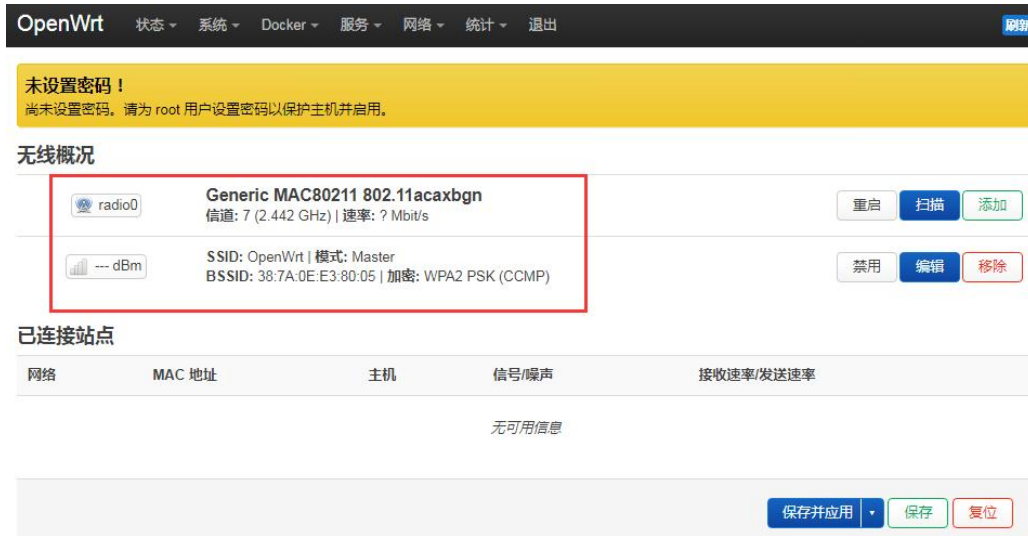 OpenWrt 状态 系统 Docker 服务 网络 统计 退出 刷新
未设置密码！
尚未设置密码。请为 root 用户设置密码以保护主机并启用。
无线概况
radio0 Generic MAC80211 802.11acaxbgn 重启 扫描 添加
信道: 7 (2.442 GHz) | 速率: ? Mbit/s
--- dBm SSID: OpenWrt | 模式: Master 禁用 编辑 移除
BSSID: 38:7A:0E:E3:80:05 | 加密: WPA2 PSK (CCMP)
已连接站点
网络 MAC 地址 主机 信号/噪声 接收速率/发送速率
无可用信息
保存并应用 保存 复位